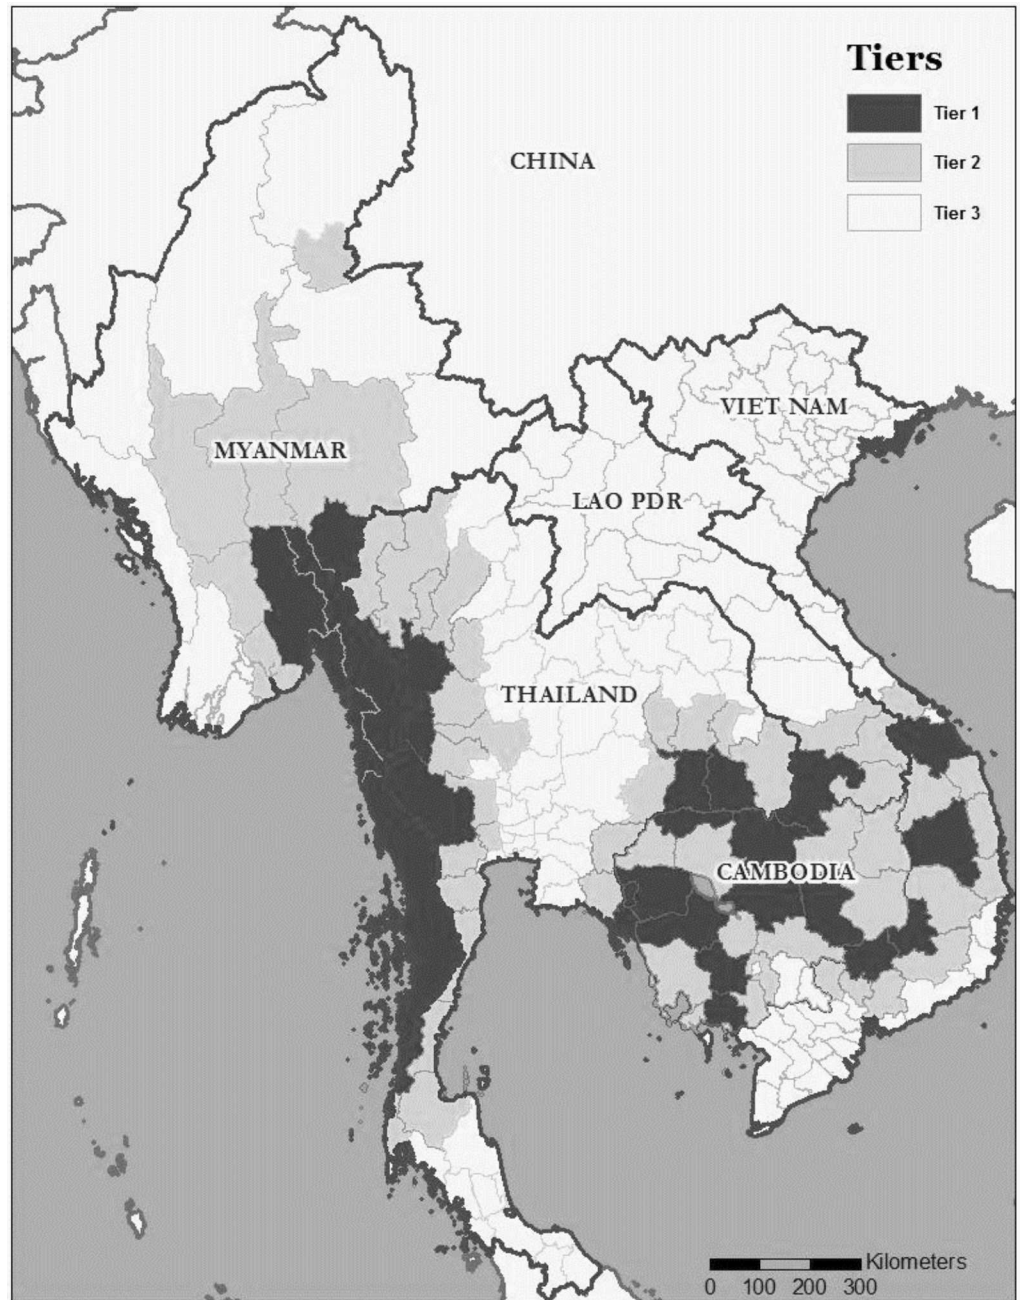 Tiers
Tier 1
Tier 2
Tier 3
CHINA
VIET NAM
MYANMAR
LAO PDR
THAILAND
CAMBODIA
Kilometers
0 100 200 300